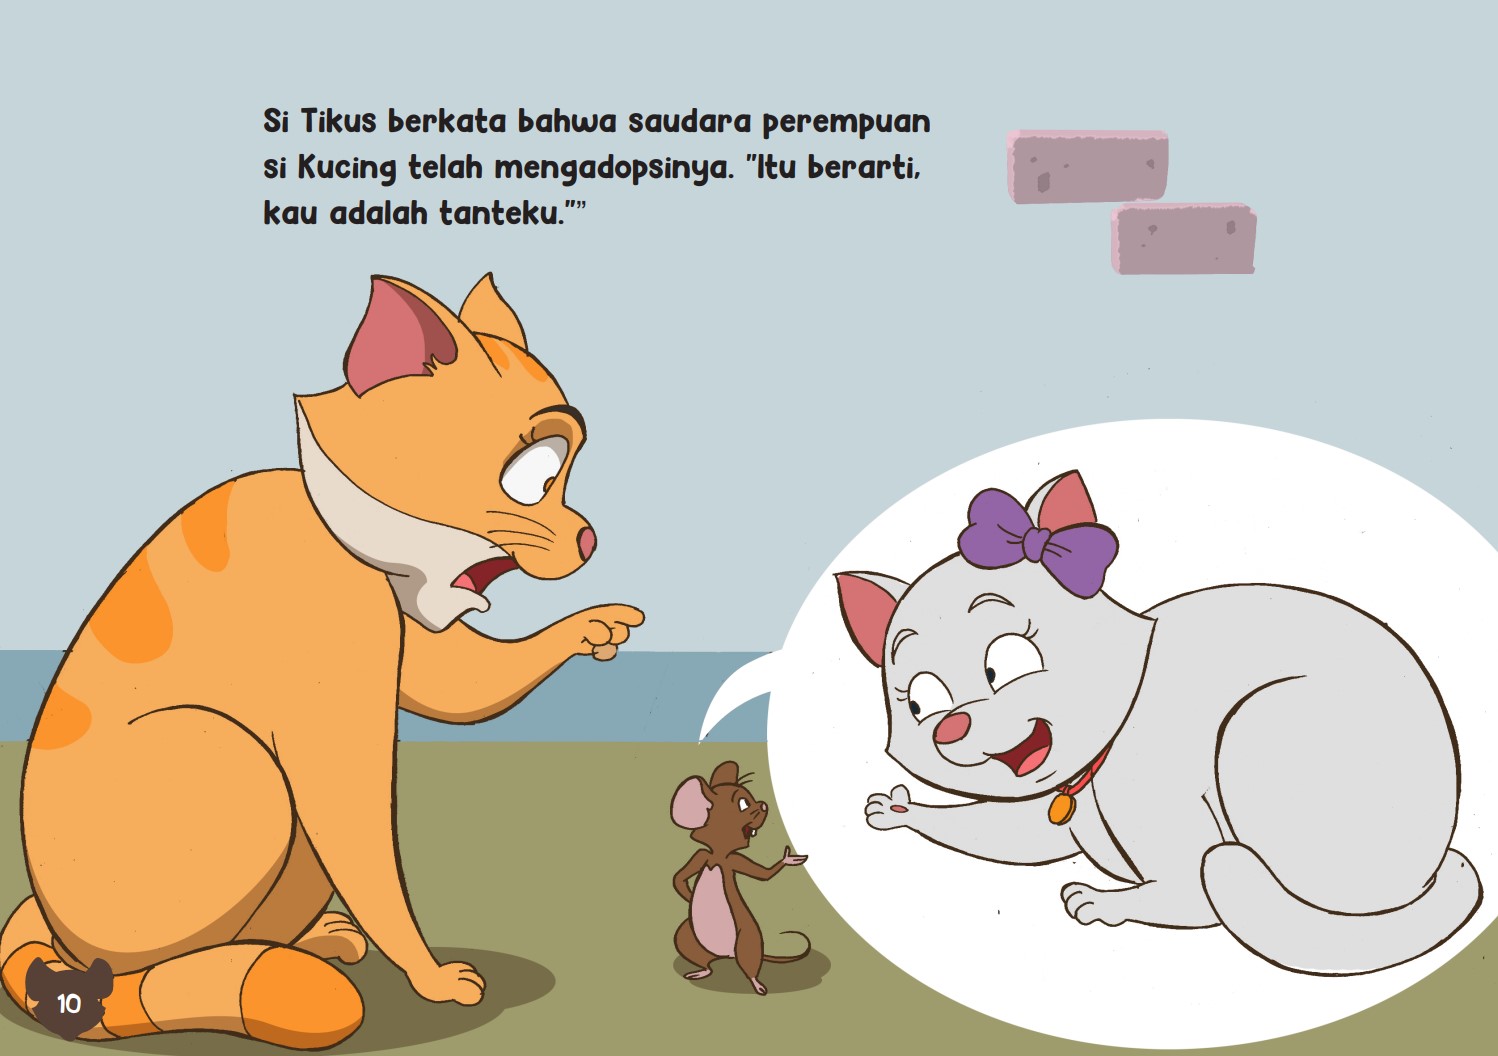 Si Tikus berkata bahwa saudara perempuan
si Kucing telah mengadopsinya. "Itu berarti,
kau adalah tanteku."”
10